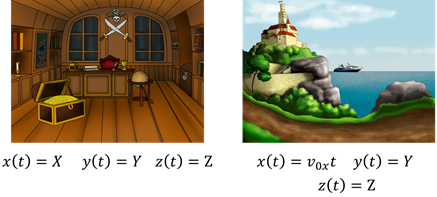 x(t) = X   y(t) = Y   z(t) = Z
x(t) = v₀ₓt   y(t) = Y
z(t) = Z